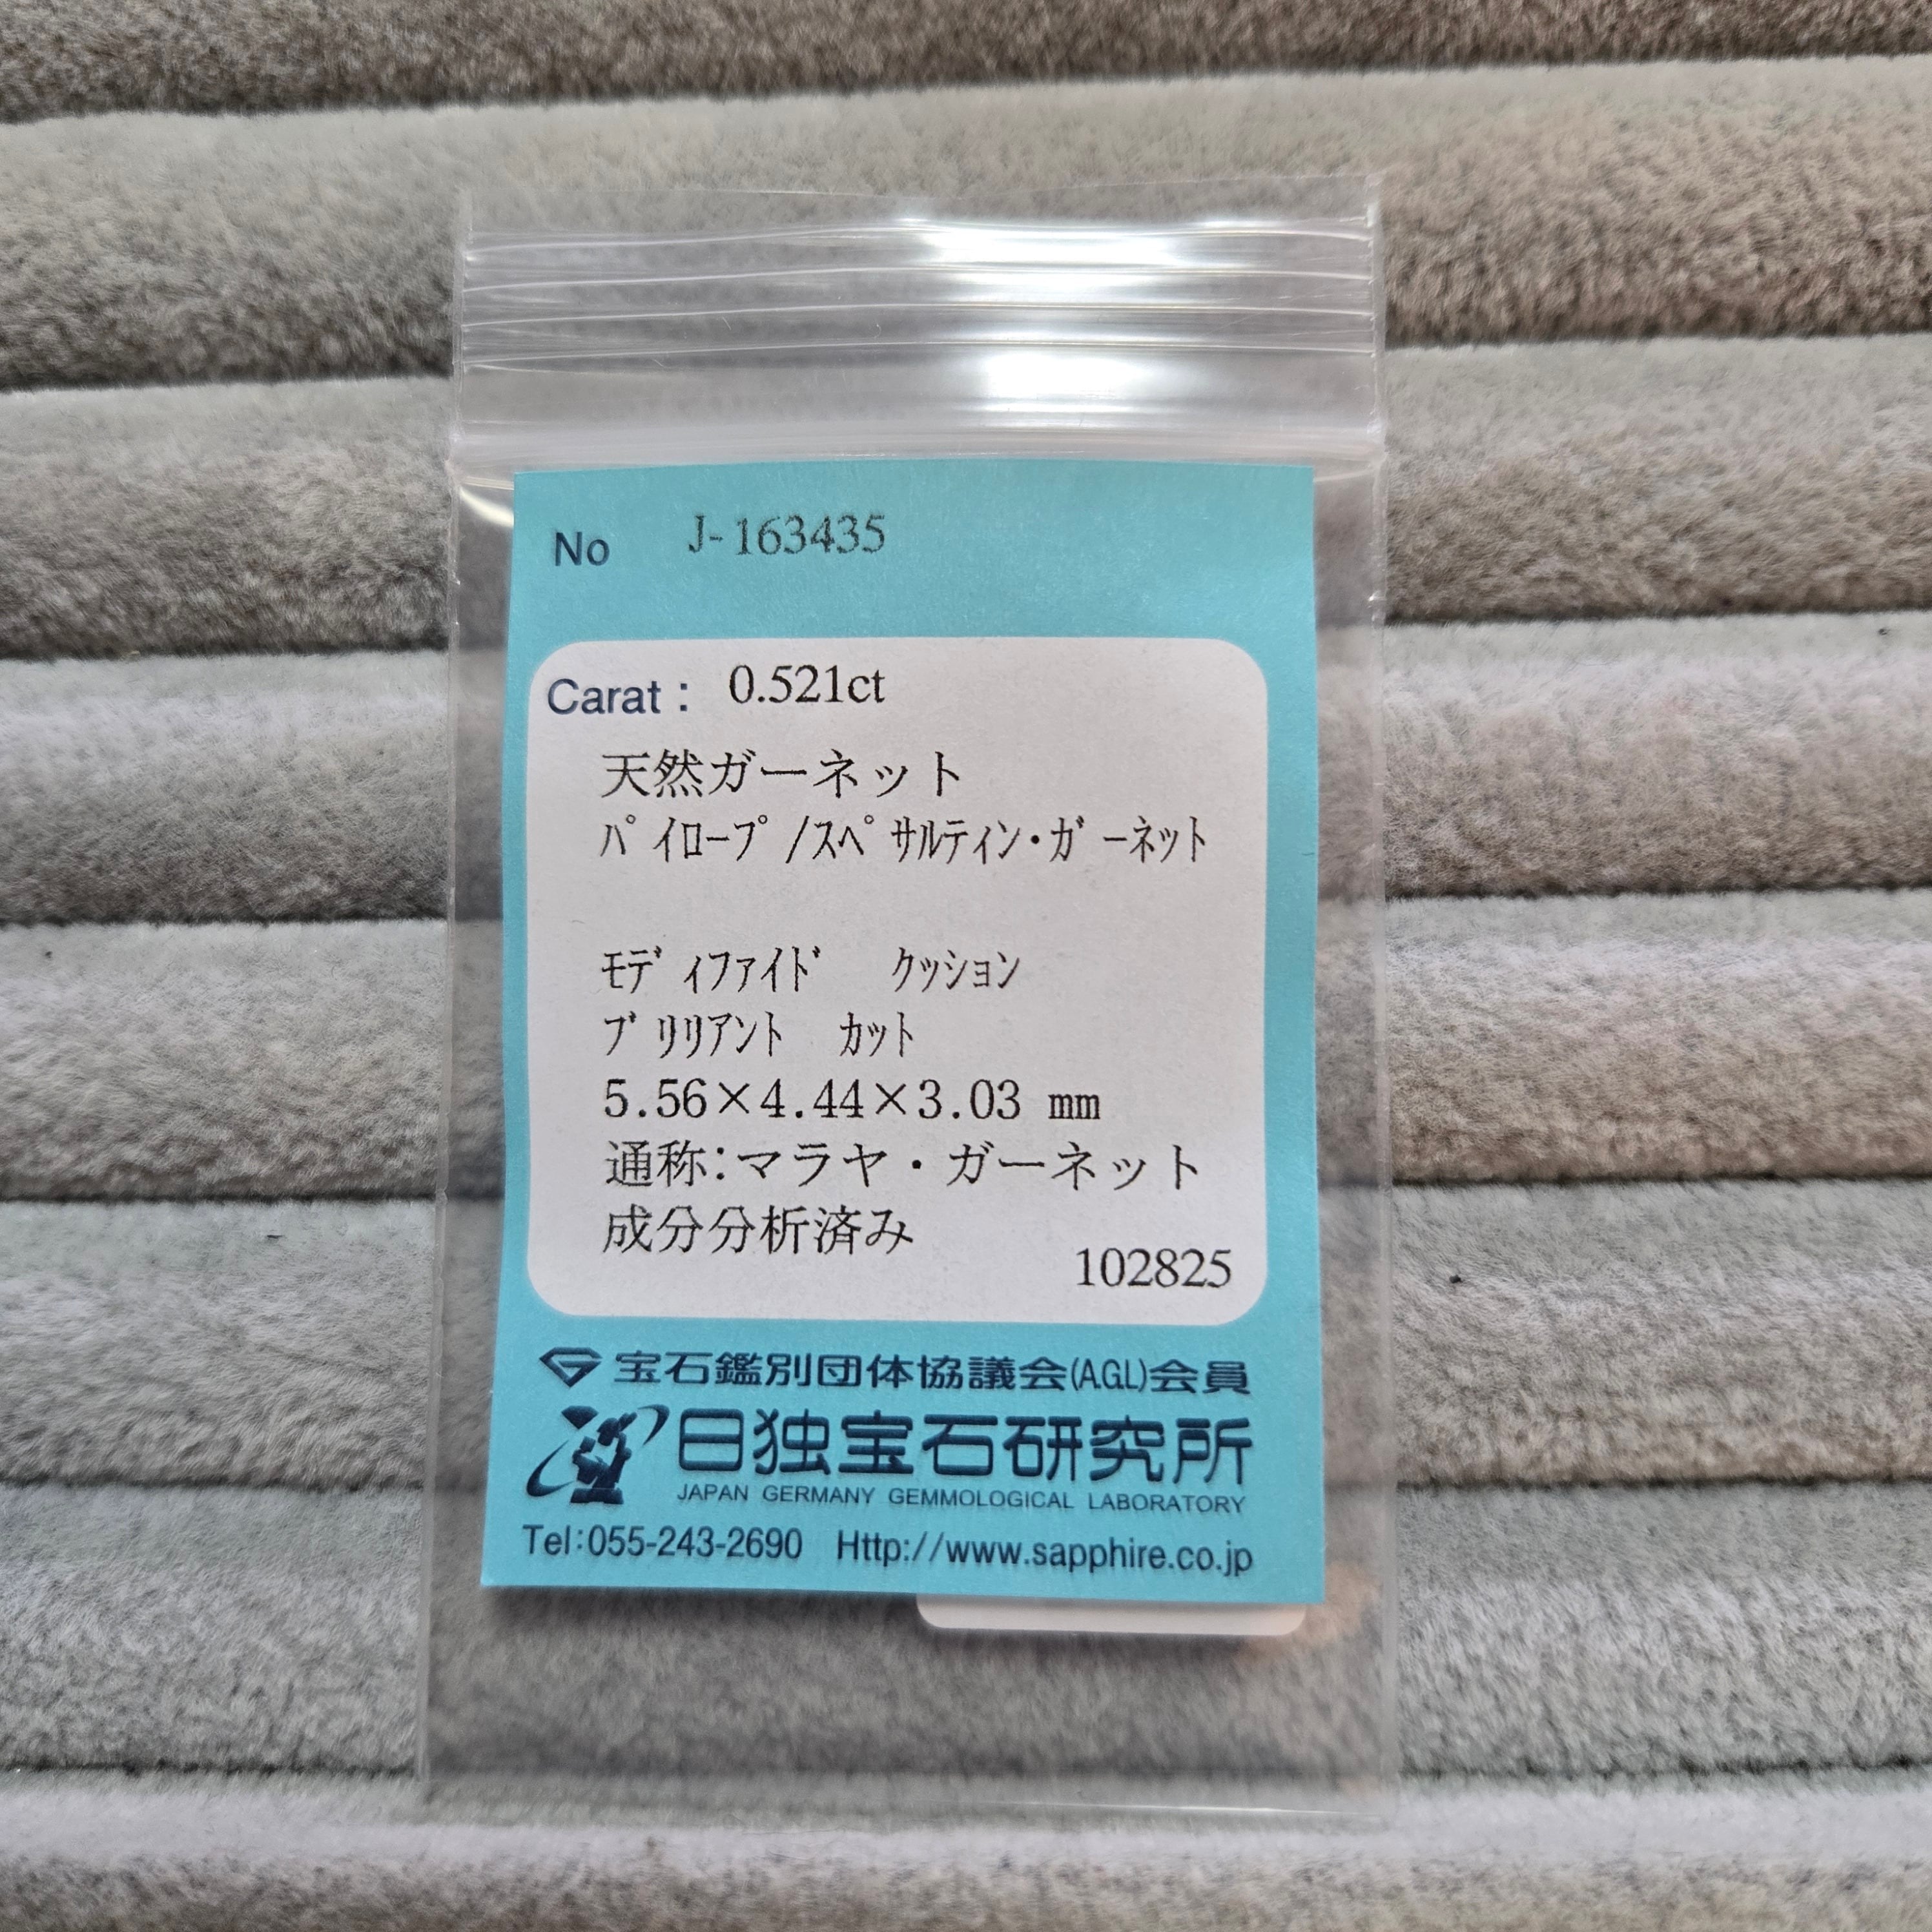 No J-163435
Carat： 0.521ct
天然ガーネット
ﾊﾟｲﾛｰﾌﾟ/ｽﾍﾟｻﾙﾃｨﾝ･ｶﾞｰﾈｯﾄ
ﾓﾃﾞｨﾌｧｲﾄﾞ ｸｯｼｮﾝ
ﾌﾞﾘﾘｱﾝﾄ ｶｯﾄ
5.56×4.44×3.03 mm
通称:マラヤ・ガーネット
成分分析済み
102825
宝石鑑別団体協議会(AGL)会員
日独宝石研究所
JAPAN GERMANY GEMMOLOGICAL LABORATORY
Tel:055-243-2690 Http://www.sapphire.co.jp